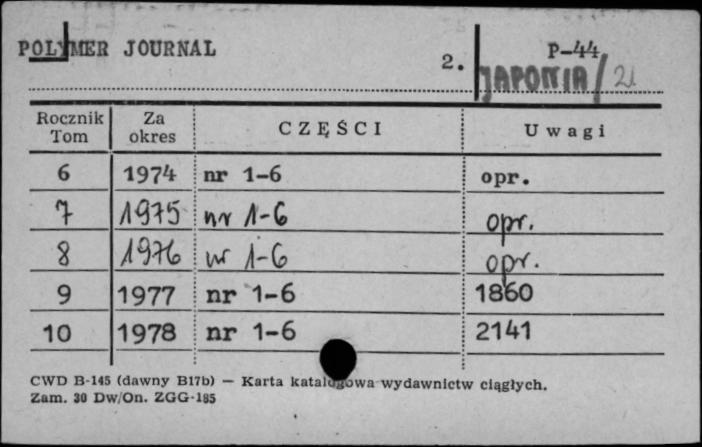 POLYMER JOURNAL 2. P-44
JAPONIA/21
Rocznik Tom Za okres CZĘŚCI Uwagi
6 1974 nr 1-6 opr.
7 1975 nr 1-6 opr.
8 1976 nr 1-6 opr.
9 1977 nr 1-6 1860
10 1978 nr 1-6 2141
CWD B-145 (dawny B17b) — Karta katalogowa wydawnictw ciągłych.
Zam. 30 Dw/On. ZGG-185